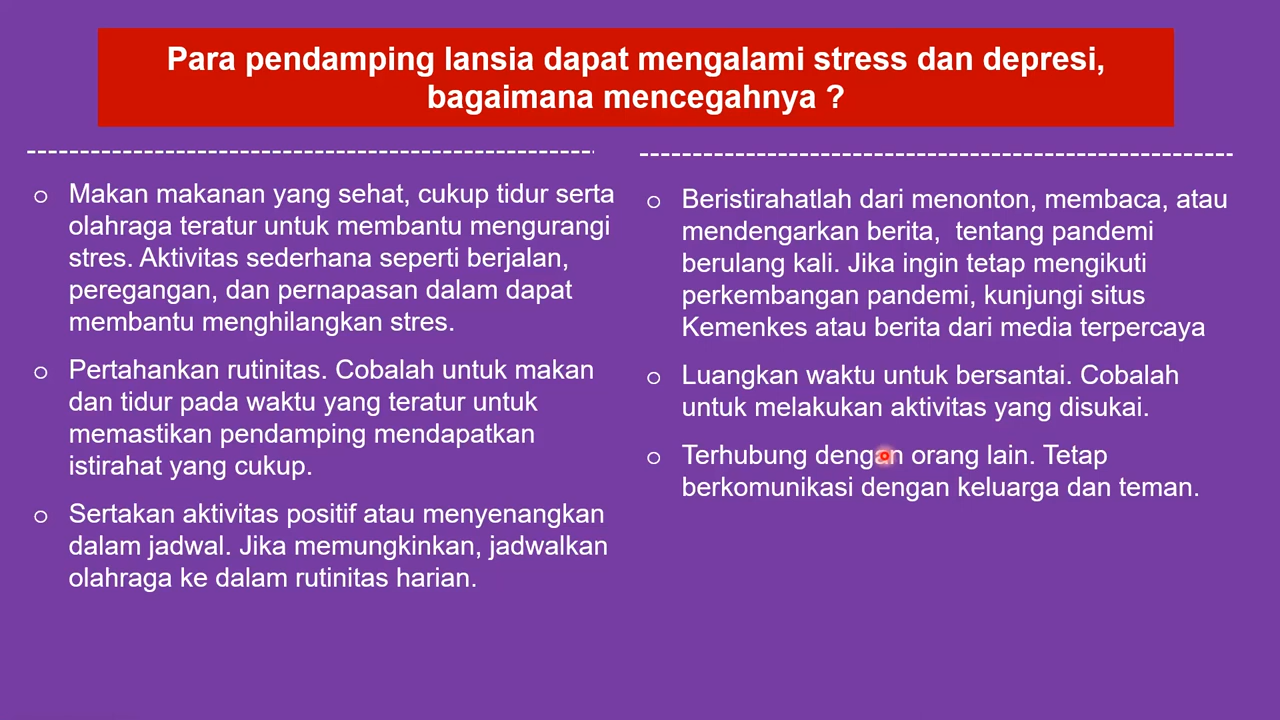 Para pendamping lansia dapat mengalami stress dan depresi,
bagaimana mencegahnya ?
o Makan makanan yang sehat, cukup tidur serta
olahraga teratur untuk membantu mengurangi
stres. Aktivitas sederhana seperti berjalan,
peregangan, dan pernapasan dalam dapat
membantu menghilangkan stres.
o Pertahankan rutinitas. Cobalah untuk makan
dan tidur pada waktu yang teratur untuk
memastikan pendamping mendapatkan
istirahat yang cukup.
o Sertakan aktivitas positif atau menyenangkan
dalam jadwal. Jika memungkinkan, jadwalkan
olahraga ke dalam rutinitas harian.
o Beristirahatlah dari menonton, membaca, atau
mendengarkan berita,  tentang pandemi
berulang kali. Jika ingin tetap mengikuti
perkembangan pandemi, kunjungi situs
Kemenkes atau berita dari media terpercaya
o Luangkan waktu untuk bersantai. Cobalah
untuk melakukan aktivitas yang disukai.
o Terhubung dengan orang lain. Tetap
berkomunikasi dengan keluarga dan teman.